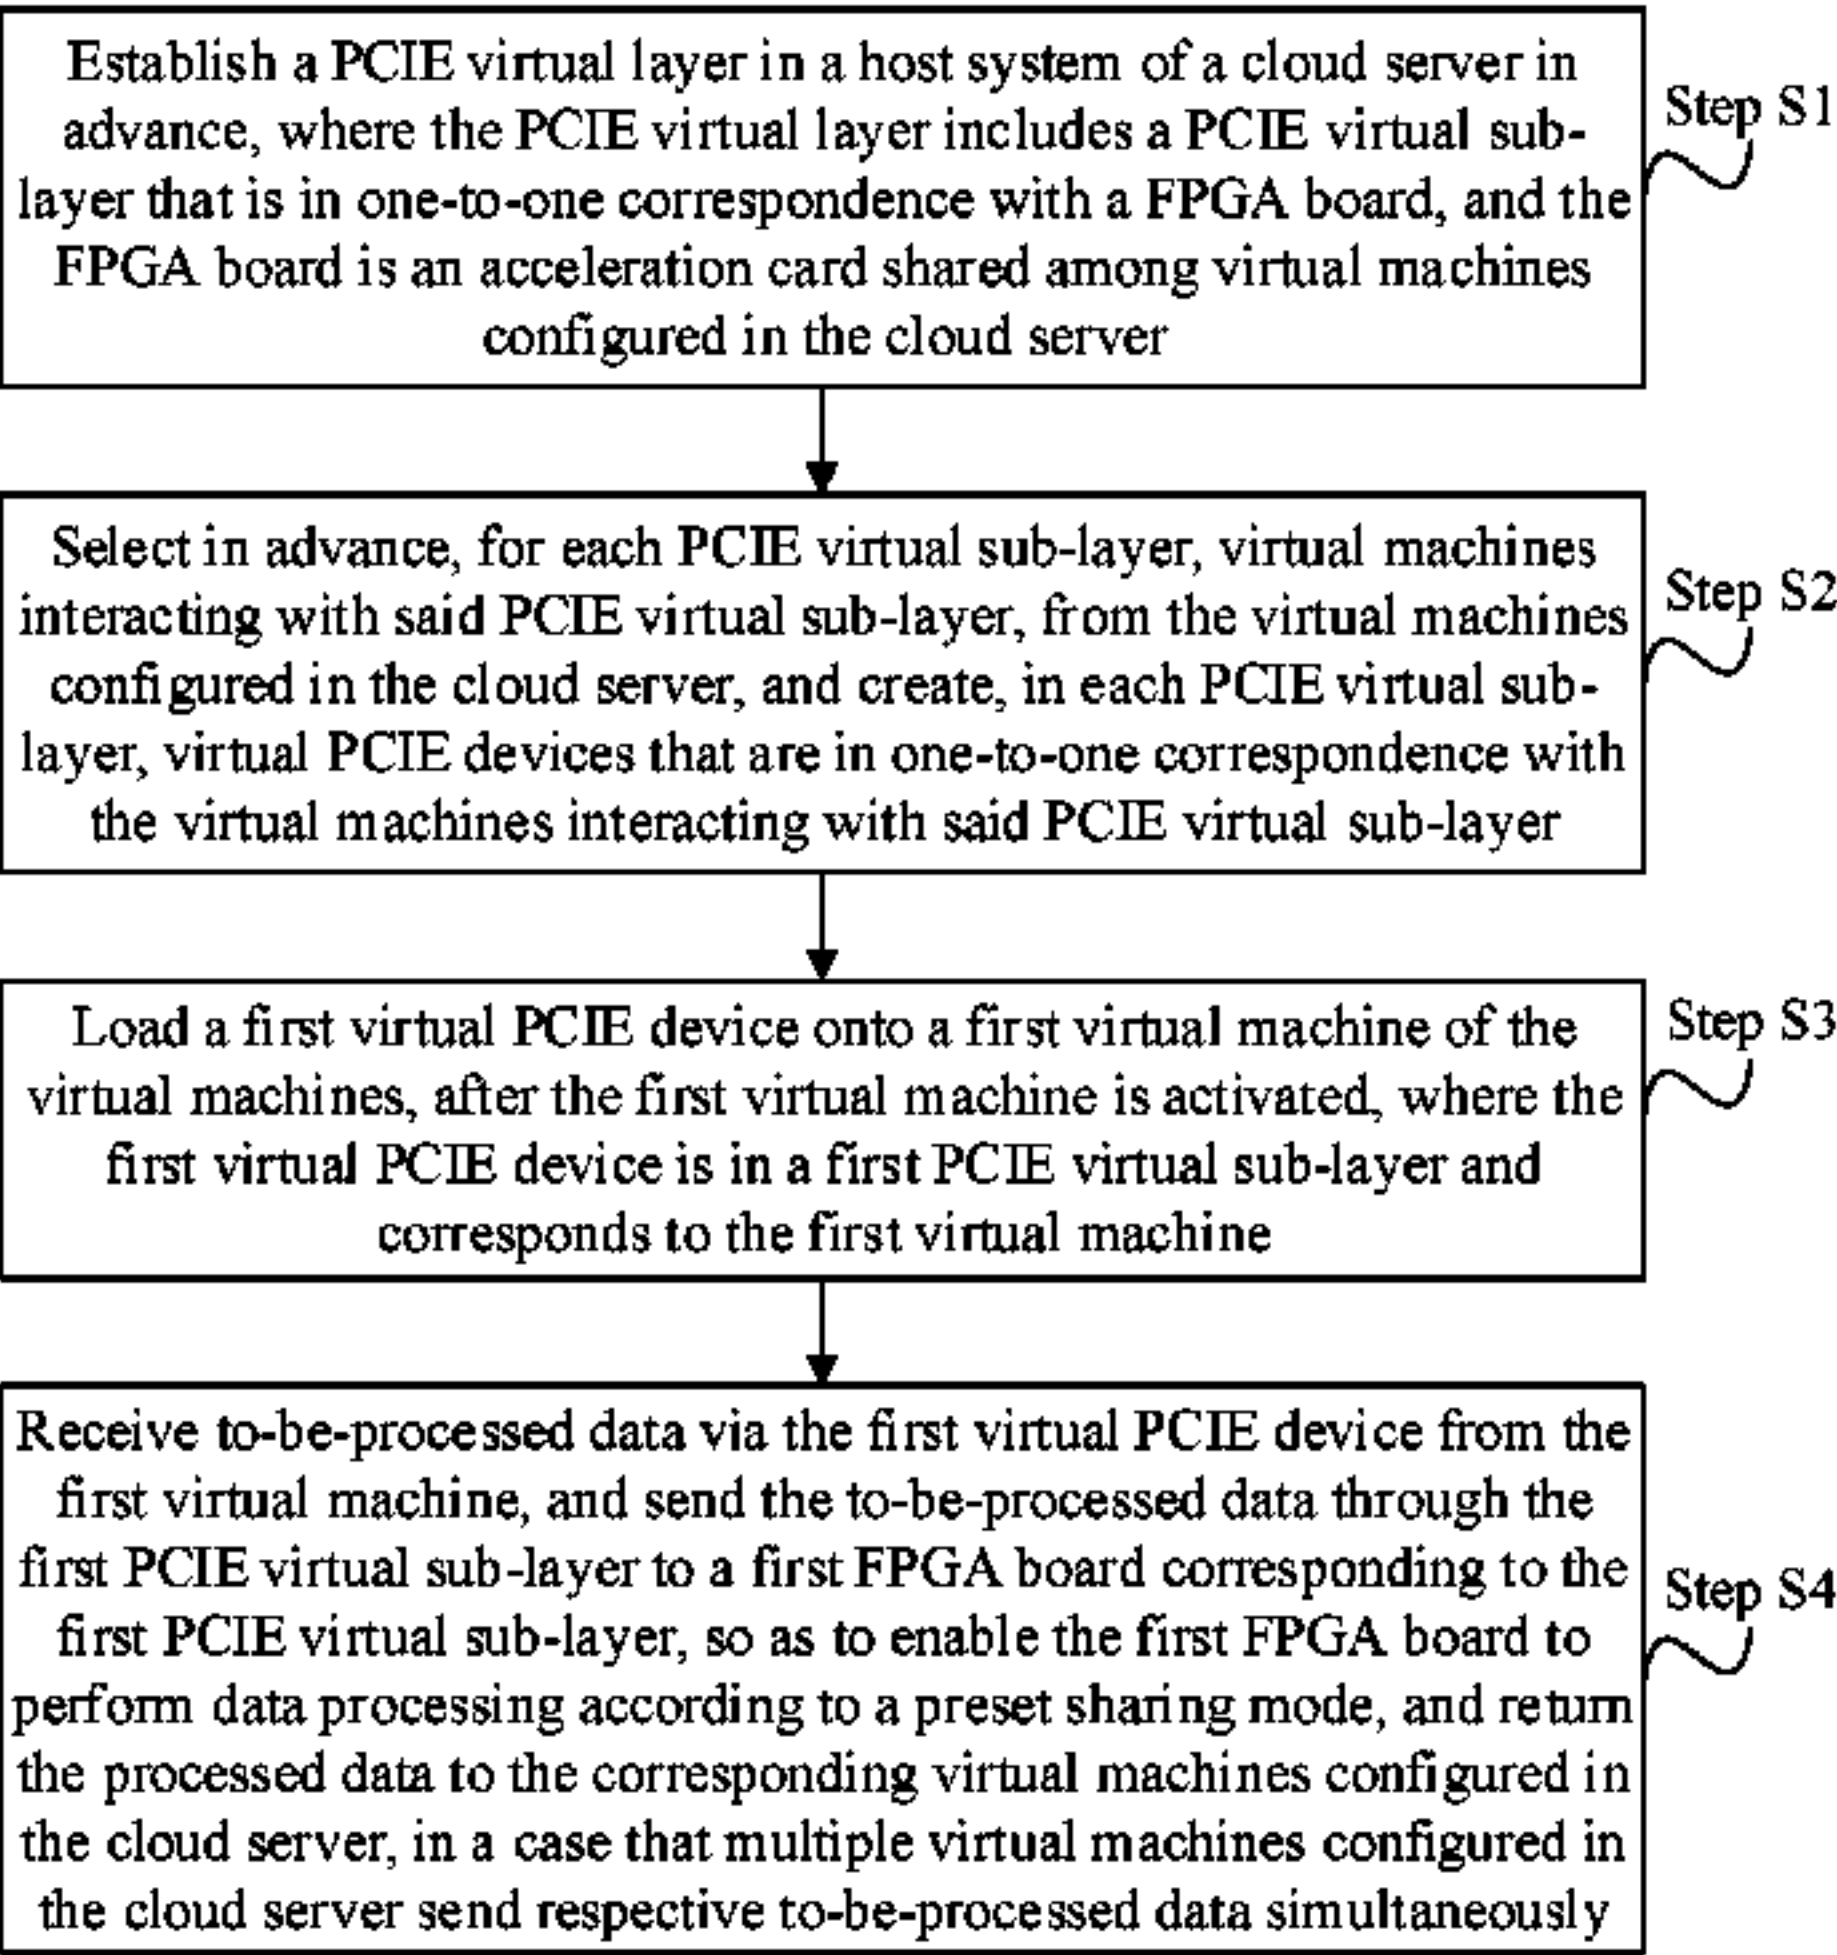 Establish a PCIE virtual layer in a host system of a cloud server in
advance, where the PCIE virtual layer includes a PCIE virtual sub-
layer that is in one-to-one correspondence with a FPGA board, and the
FPGA board is an acceleration card shared among virtual machines
configured in the cloud server
Step S1
Select in advance, for each PCIE virtual sub-layer, virtual machines
interacting with said PCIE virtual sub-layer, from the virtual machines
configured in the cloud server, and create, in each PCIE virtual sub-
layer, virtual PCIE devices that are in one-to-one correspondence with
the virtual machines interacting with said PCIE virtual sub-layer
Step S2
Load a first virtual PCIE device onto a first virtual machine of the
virtual machines, after the first virtual machine is activated, where the
first virtual PCIE device is in a first PCIE virtual sub-layer and
corresponds to the first virtual machine
Step S3
Receive to-be-processed data via the first virtual PCIE device from the
first virtual machine, and send the to-be-processed data through the
first PCIE virtual sub-layer to a first FPGA board corresponding to the
first PCIE virtual sub-layer, so as to enable the first FPGA board to
perform data processing according to a preset sharing mode, and return
the processed data to the corresponding virtual machines configured in
the cloud server, in a case that multiple virtual machines configured in
the cloud server send respective to-be-processed data simultaneously
Step S4